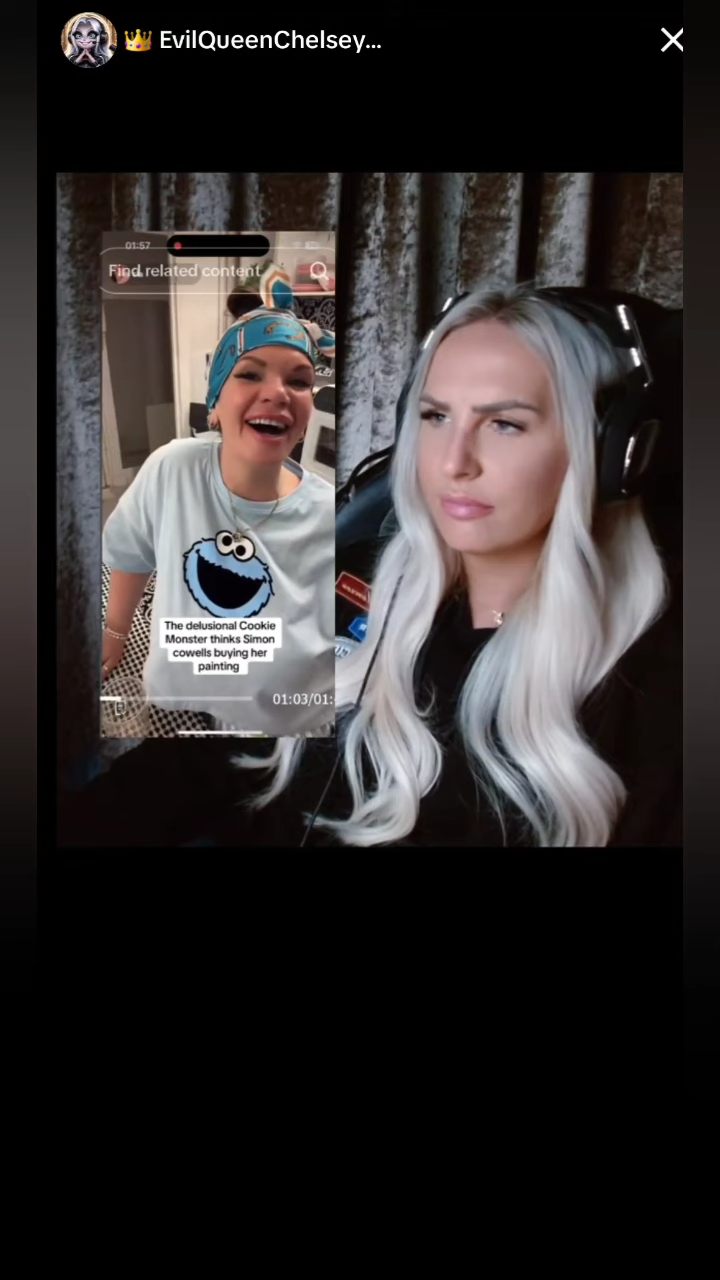 👑 EvilQueenChelsey...
01:57
Find related content
The delusional Cookie
Monster thinks Simon
cowells buying her
painting
01:03/01: